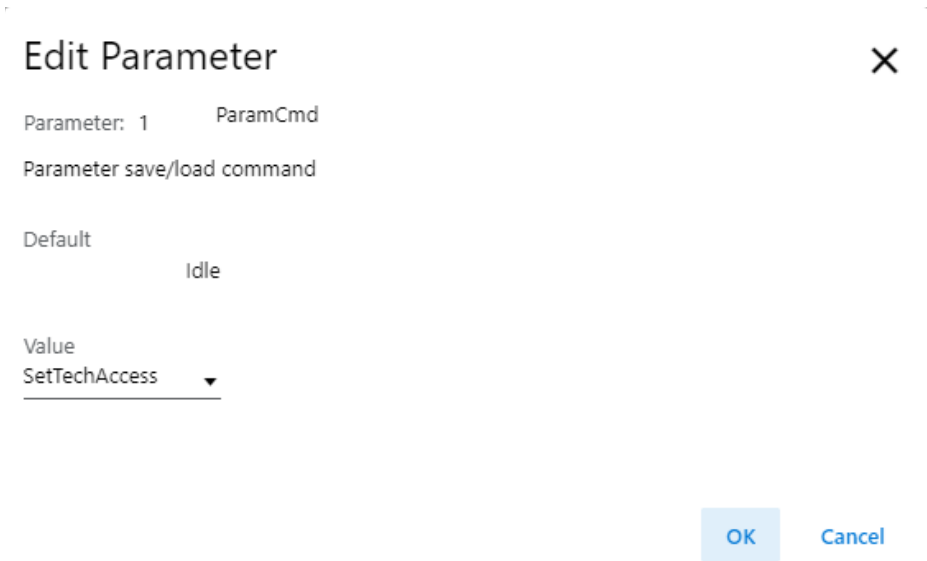 Edit Parameter
Parameter: 1 ParamCmd
Parameter save/load command
Default
Idle
Value
SetTechAccess
OK Cancel